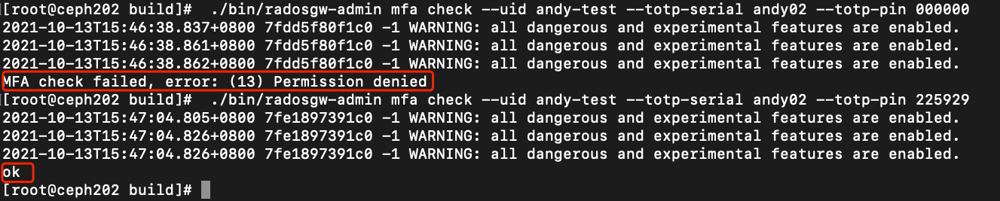 [root@ceph202 build]# ./bin/radosgw-admin mfa check --uid andy-test --totp-serial andy02 --totp-pin 000000
2021-10-13T15:46:38.837+0800 7fdd5f80f1c0 -1 WARNING: all dangerous and experimental features are enabled.
2021-10-13T15:46:38.861+0800 7fdd5f80f1c0 -1 WARNING: all dangerous and experimental features are enabled.
2021-10-13T15:46:38.862+0800 7fdd5f80f1c0 -1 WARNING: all dangerous and experimental features are enabled.
MFA check failed, error: (13) Permission denied
[root@ceph202 build]# ./bin/radosgw-admin mfa check --uid andy-test --totp-serial andy02 --totp-pin 225929
2021-10-13T15:47:04.805+0800 7fe1897391c0 -1 WARNING: all dangerous and experimental features are enabled.
2021-10-13T15:47:04.826+0800 7fe1897391c0 -1 WARNING: all dangerous and experimental features are enabled.
2021-10-13T15:47:04.826+0800 7fe1897391c0 -1 WARNING: all dangerous and experimental features are enabled.
ok
[root@ceph202 build]#